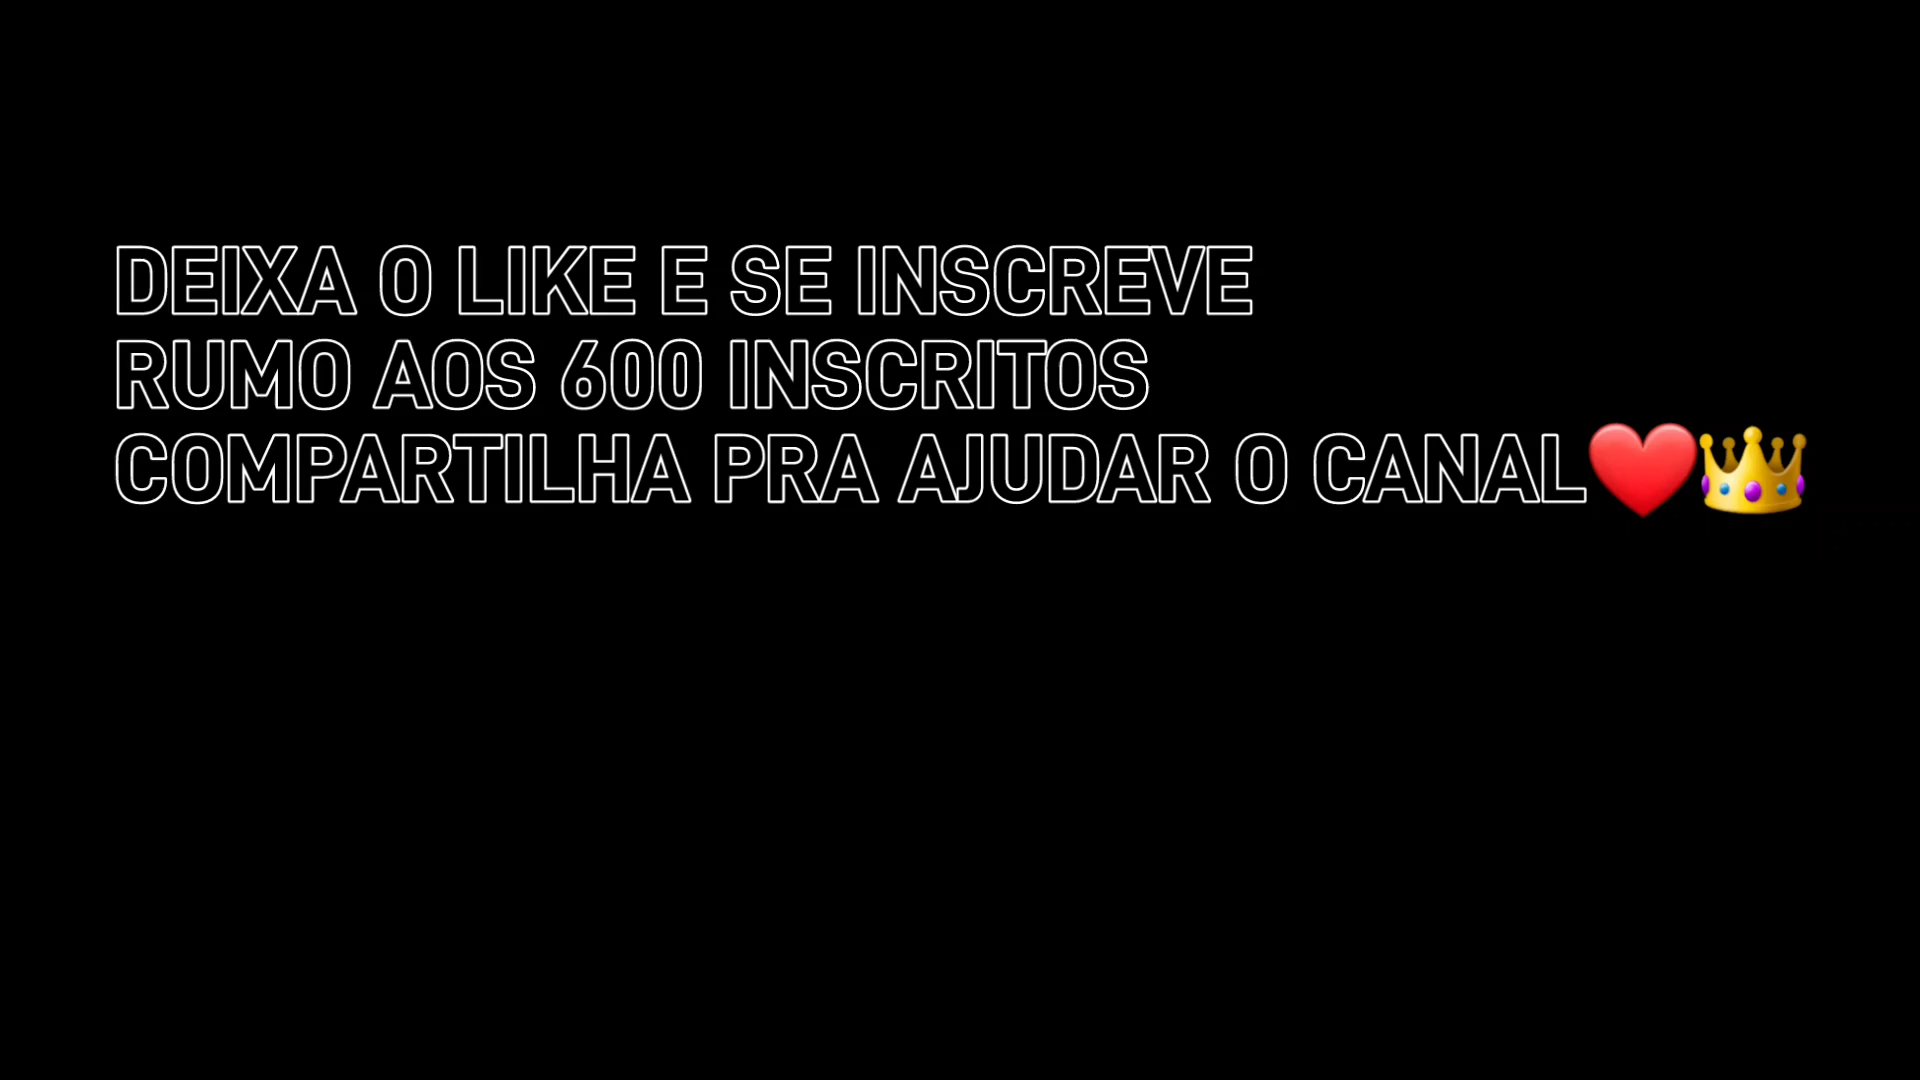 DEIXA O LIKE E SE INSCREVE
RUMO AOS 600 INSCRITOS
COMPARTILHA PRA AJUDAR O CANAL❤️👑